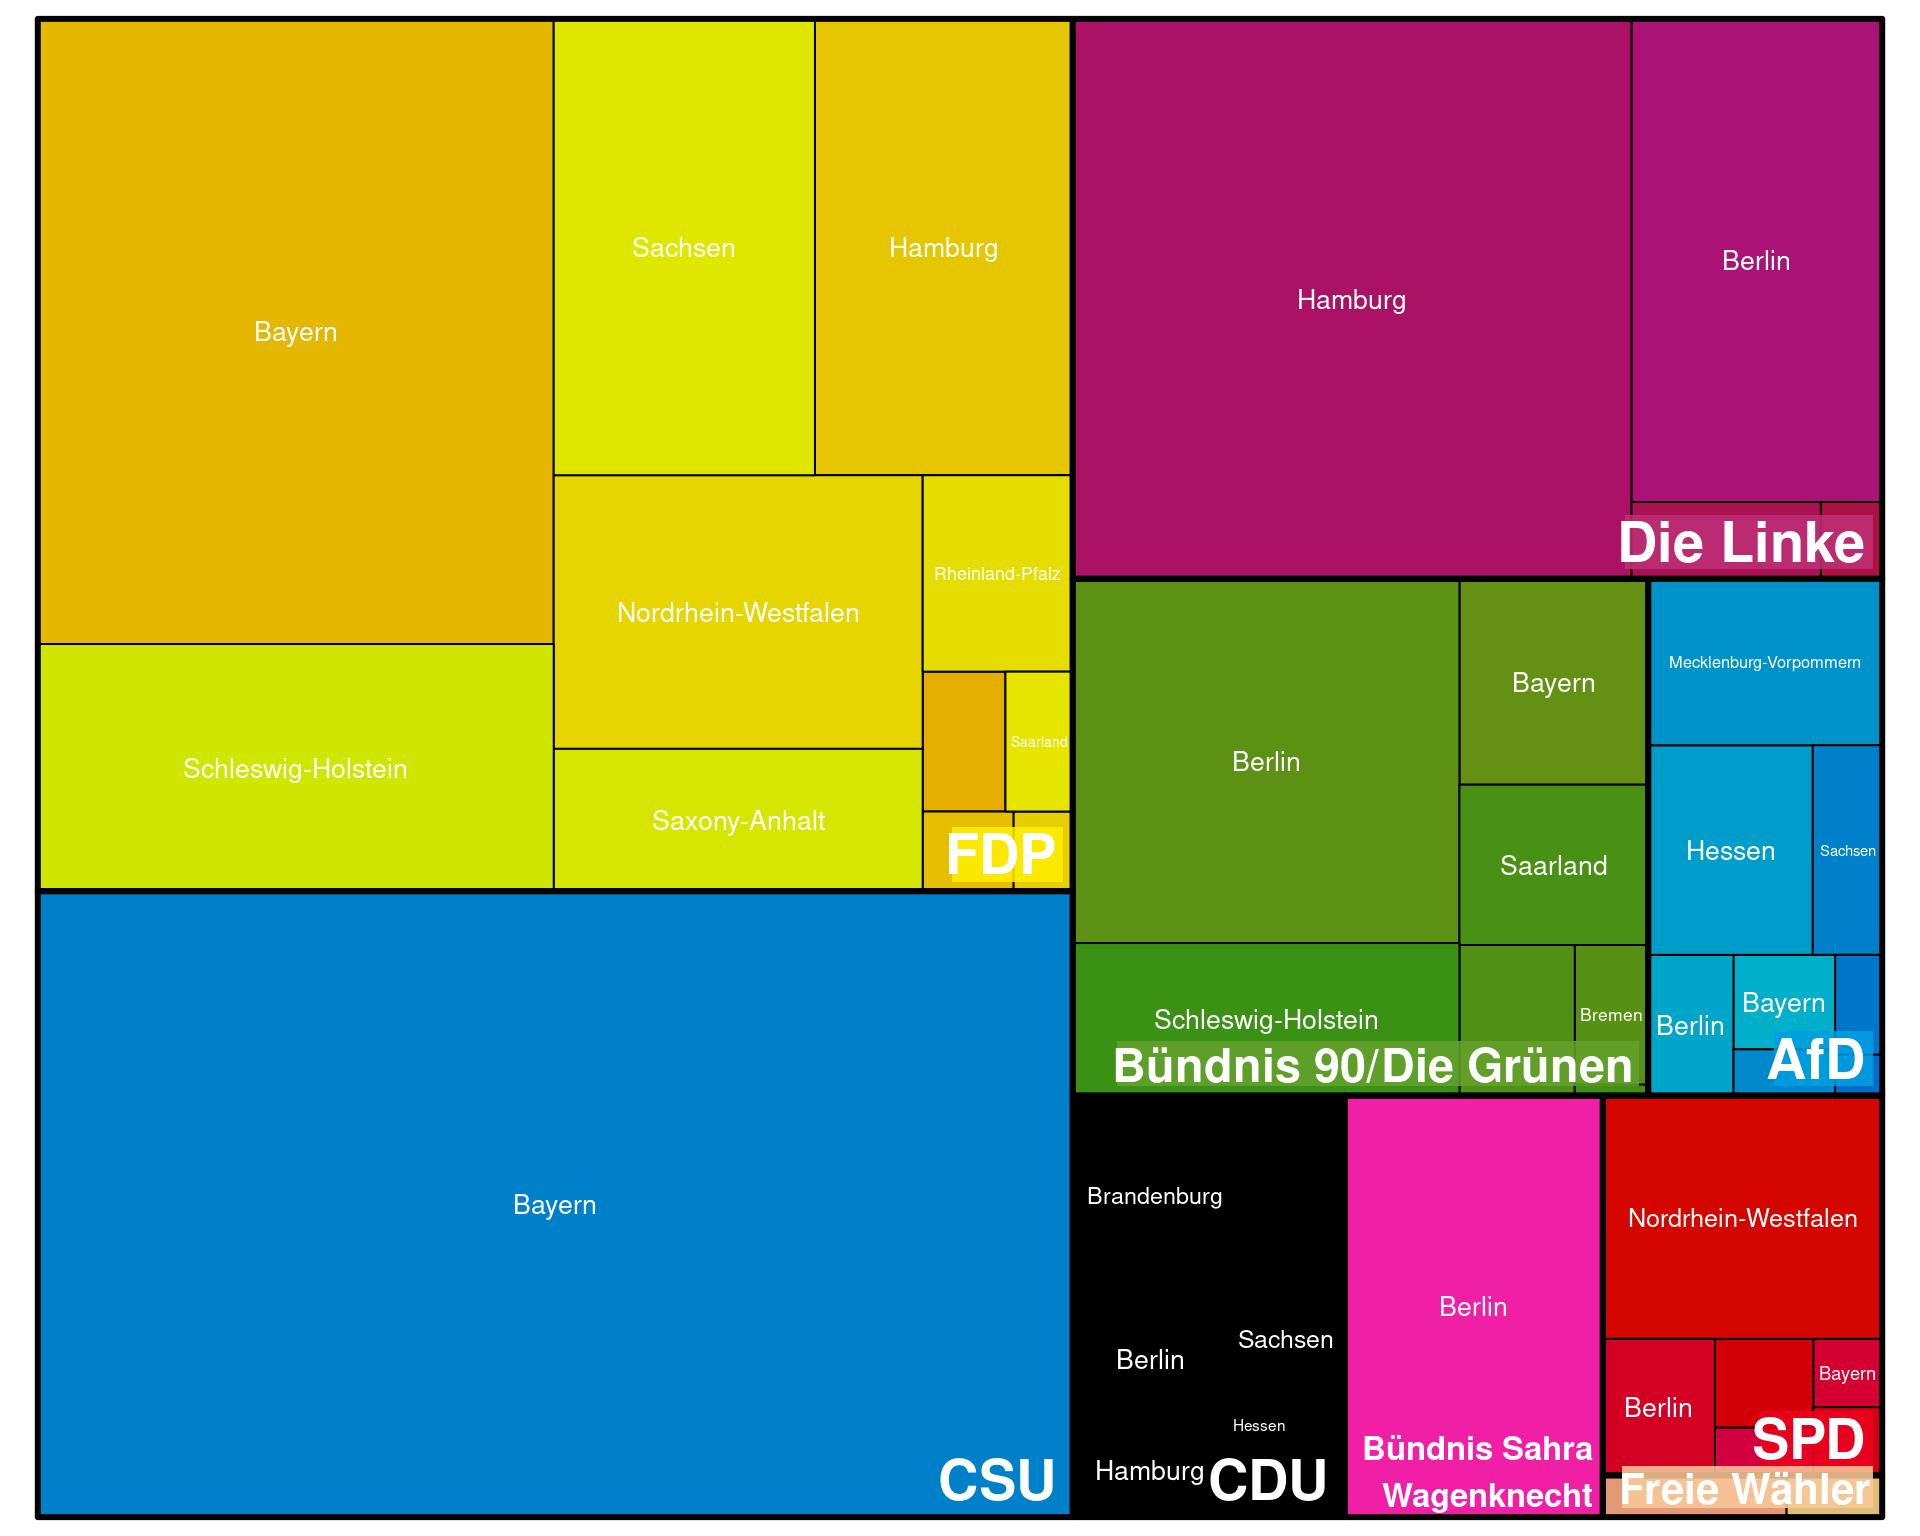 Bayern
Sachsen
Hamburg
Schleswig-Holstein
Nordrhein-Westfalen
Rheinland-Pfalz
Saarland
Saxony-Anhalt
FDP
Bayern
CSU
Hamburg
Berlin
Die Linke
Berlin
Bayern
Saarland
Schleswig-Holstein
Bremen
Bündnis 90/Die Grünen
Mecklenburg-Vorpommern
Hessen
Sachsen
Berlin
Bayern
AfD
Brandenburg
Berlin
Sachsen
Hessen
Hamburg
CDU
Berlin
Bündnis Sahra
Wagenknecht
Nordrhein-Westfalen
Berlin
Bayern
SPD
Freie Wähler